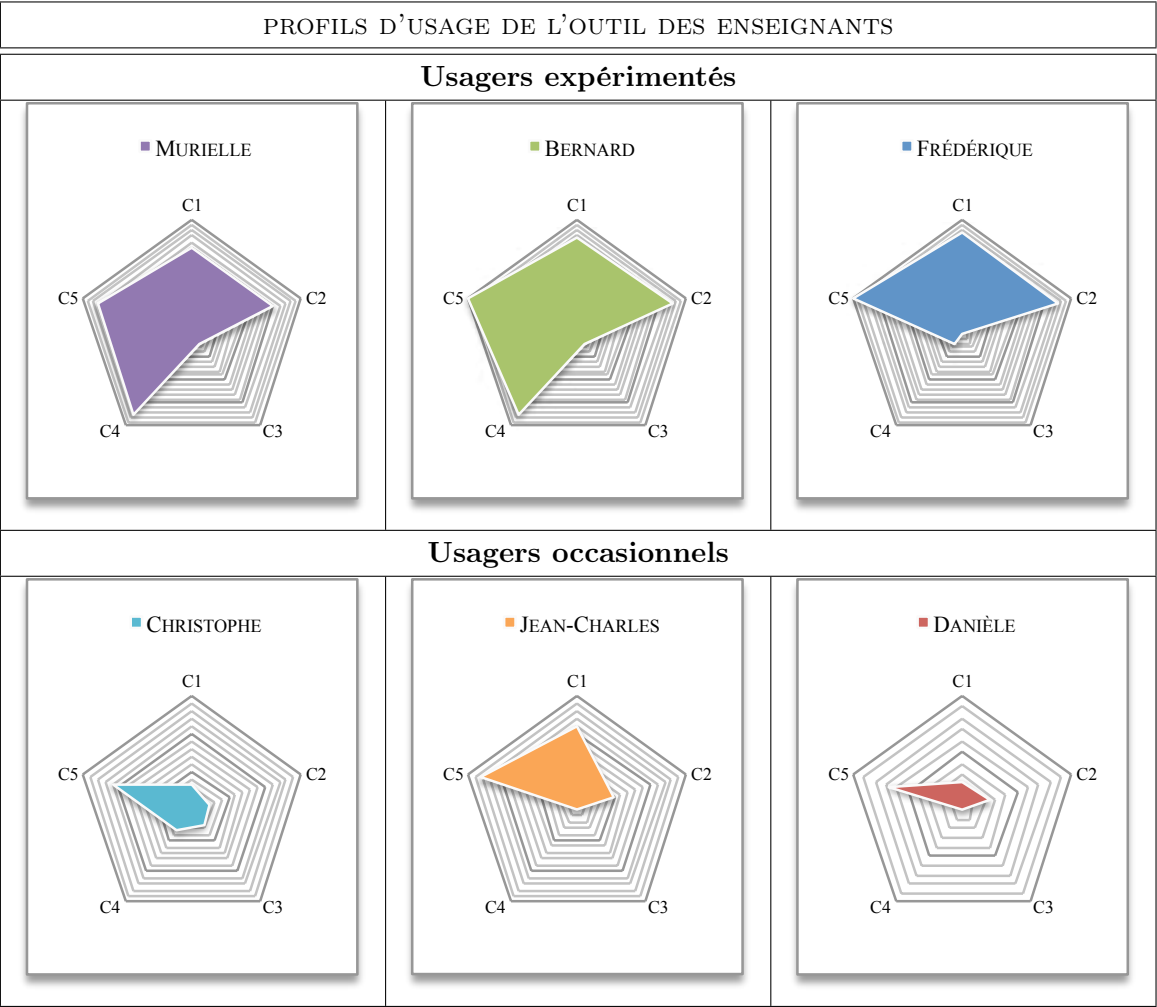 PROFILS D'USAGE DE L'OUTIL DES ENSEIGNANTS
Usagers expérimentés
MURIELLE
BERNARD
FRÉDÉRIQUE
C1
C1
C1
C5
C2
C5
C2
C5
C2
C4
C3
C4
C3
C4
C3
Usagers occasionnels
CHRISTOPHE
JEAN-CHARLES
DANIÈLE
C1
C1
C1
C5
C2
C5
C2
C5
C2
C4
C3
C4
C3
C4
C3